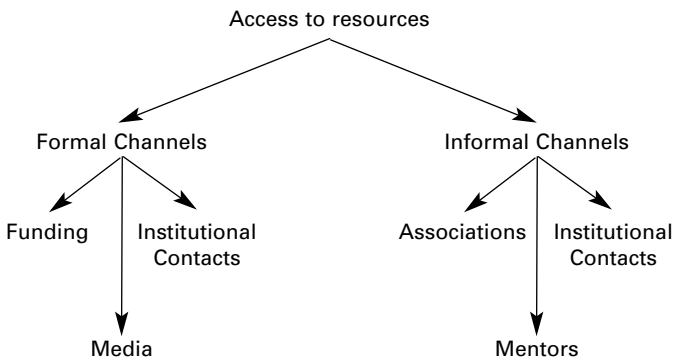 Access to resources
Formal Channels
Informal Channels
Funding
Institutional
Contacts
Associations
Institutional
Contacts
Media
Mentors